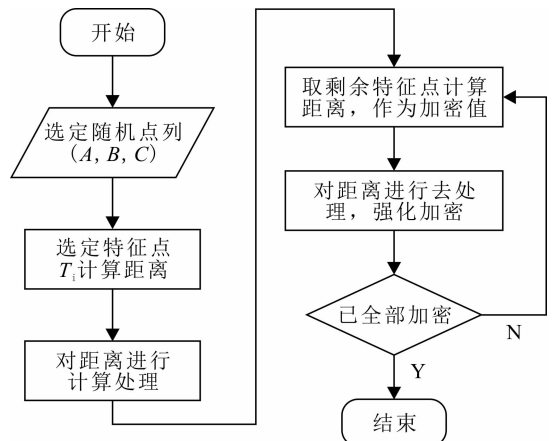 开始
选定随机点列
(A, B, C)
选定特征点
Ti计算距离
对距离进行
计算处理
取剩余特征点计算
距离，作为加密值
对距离进行去处
理，强化加密
已全部加密
N
Y
结束